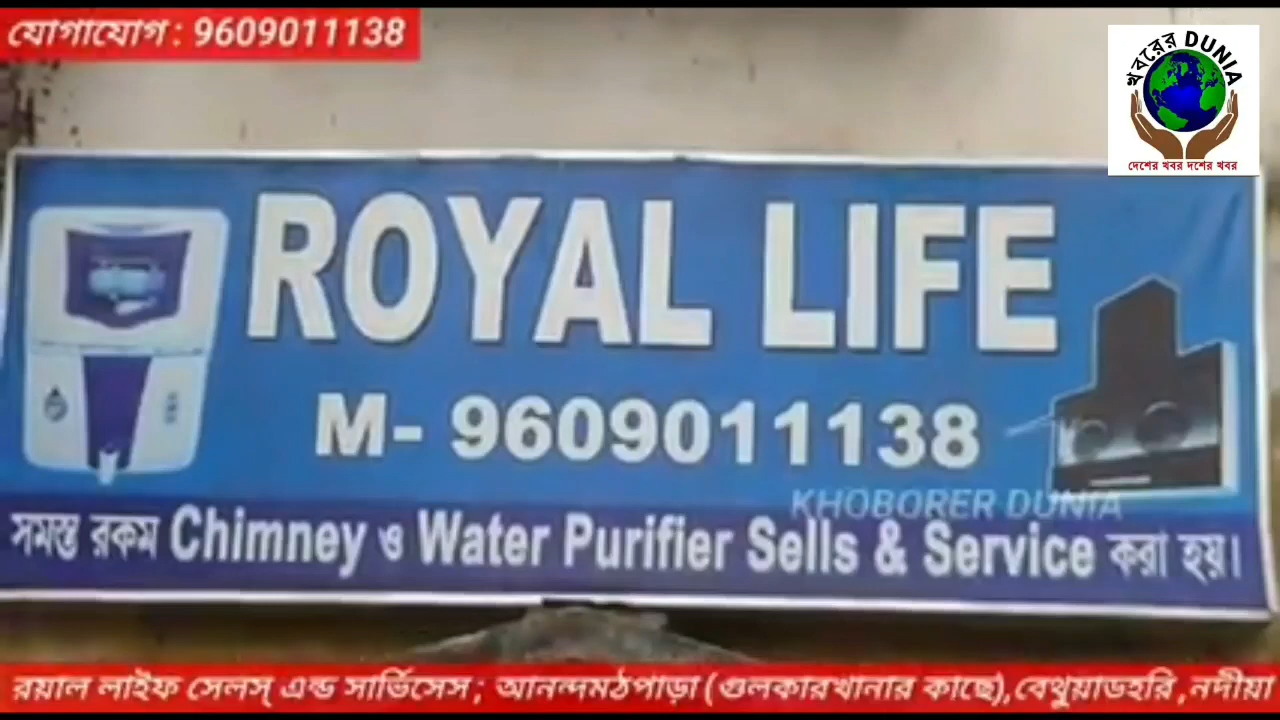 যোগাযোগ : 9609011138
খবরের DUNIA
দেশের খবর দশের খবর
ROYAL LIFE
M- 9609011138
KHOBORER DUNIA
সমস্ত রকম Chimney ও Water Purifier Sells & Service করা হয়।
রয়াল লাইফ সেলস্ এন্ড সার্ভিসেস ; আনন্দমঠপাড়া (গুলকারখানার কাছে),বেথুয়াডহরি ,নদীয়া